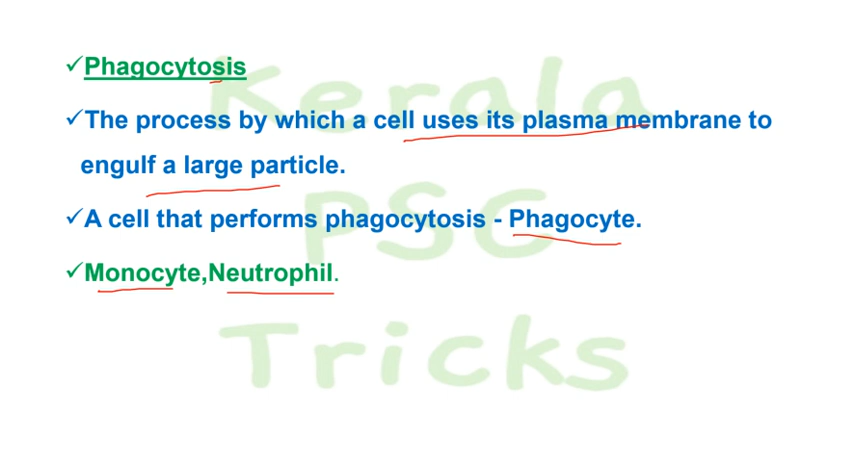 ✓Phagocytosis
✓The process by which a cell uses its plasma membrane to
engulf a large particle.
✓A cell that performs phagocytosis - Phagocyte.
✓Monocyte,Neutrophil.
Kerala
PSC
Tricks